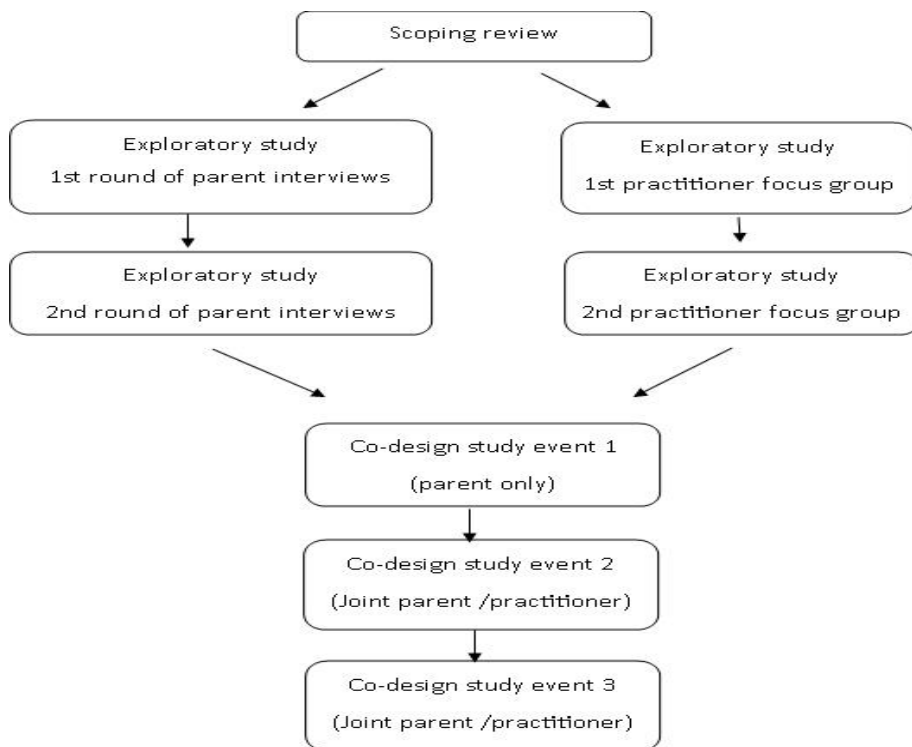 Scoping review
Exploratory study
1st round of parent interviews
Exploratory study
1st practitioner focus group
Exploratory study
2nd round of parent interviews
Exploratory study
2nd practitioner focus group
Co-design study event 1
(parent only)
Co-design study event 2
(Joint parent /practitioner)
Co-design study event 3
(Joint parent /practitioner)